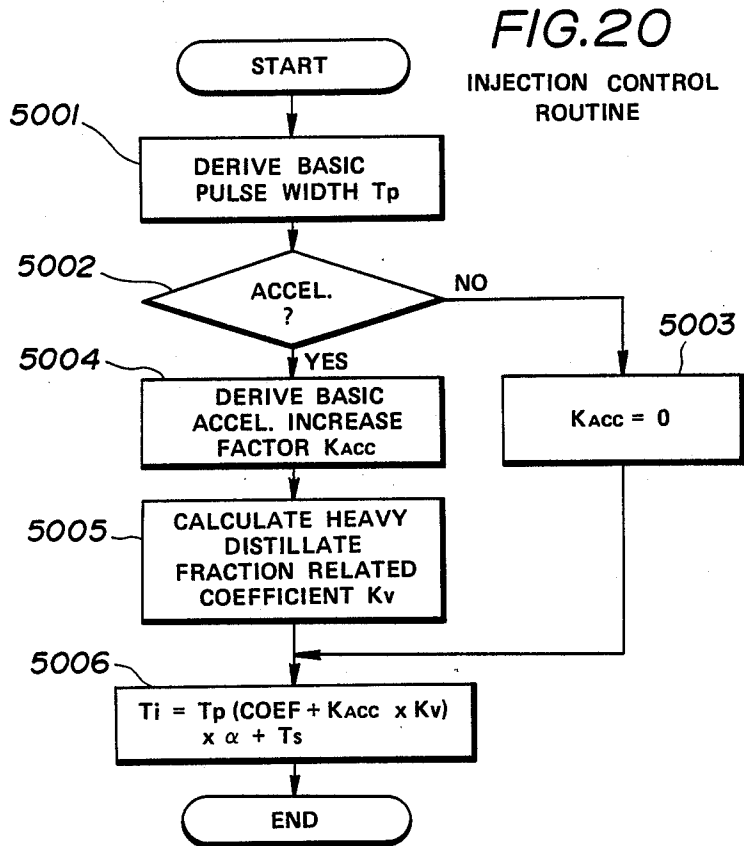 FIG.20
INJECTION CONTROL
ROUTINE
START
5001
DERIVE BASIC
PULSE WIDTH Tp
5002
ACCEL.
?
NO
YES
5003
KACC = 0
5004
DERIVE BASIC
ACCEL. INCREASE
FACTOR KACC
5005
CALCULATE HEAVY
DISTILLATE
FRACTION RELATED
COEFFICIENT Kv
5006
Ti = Tp (COEF + KACC x Kv)
x α + Ts
END